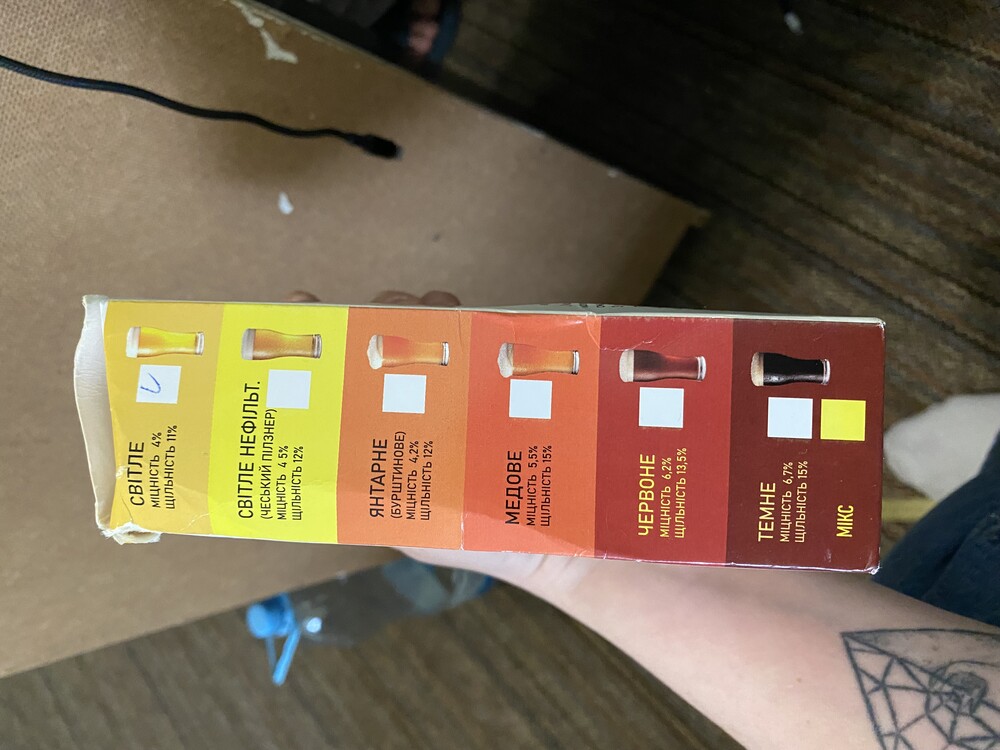 СВІТЛЕ
МІЦНІСТЬ 4%
ЩІЛЬНІСТЬ 11%
СВІТЛЕ НЕФІЛЬТ.
(ЧЕСЬКИЙ ПІЛЗНЕР)
МІЦНІСТЬ 4 5%
ЩІЛЬНІСТЬ 12%
ЯНТАРНЕ
(БУРШТИНОВЕ)
МІЦНІСТЬ 4,2%
ЩІЛЬНІСТЬ 12%
МЕДОВЕ
МІЦНІСТЬ 5,5%
ЩІЛЬНІСТЬ 15%
ЧЕРВОНЕ
МІЦНІСТЬ 6,2%
ЩІЛЬНІСТЬ 13,5%
ТЕМНЕ
МІЦНІСТЬ 6,7%
ЩІЛЬНІСТЬ 15%
МІКС